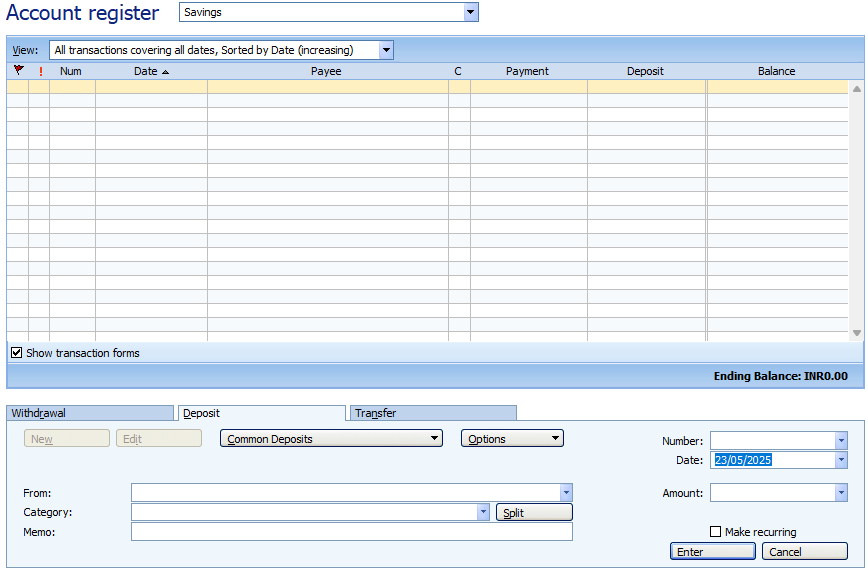 Account register Savings
View: All transactions covering all dates, Sorted by Date (increasing)
! Num Date Payee C Payment Deposit Balance
Show transaction forms
Ending Balance: INR0.00
Withdrawal Deposit Transfer
New Edit Common Deposits Options
Number:
Date: 23/05/2025
From: Amount:
Category: Split
Memo: Make recurring
Enter Cancel